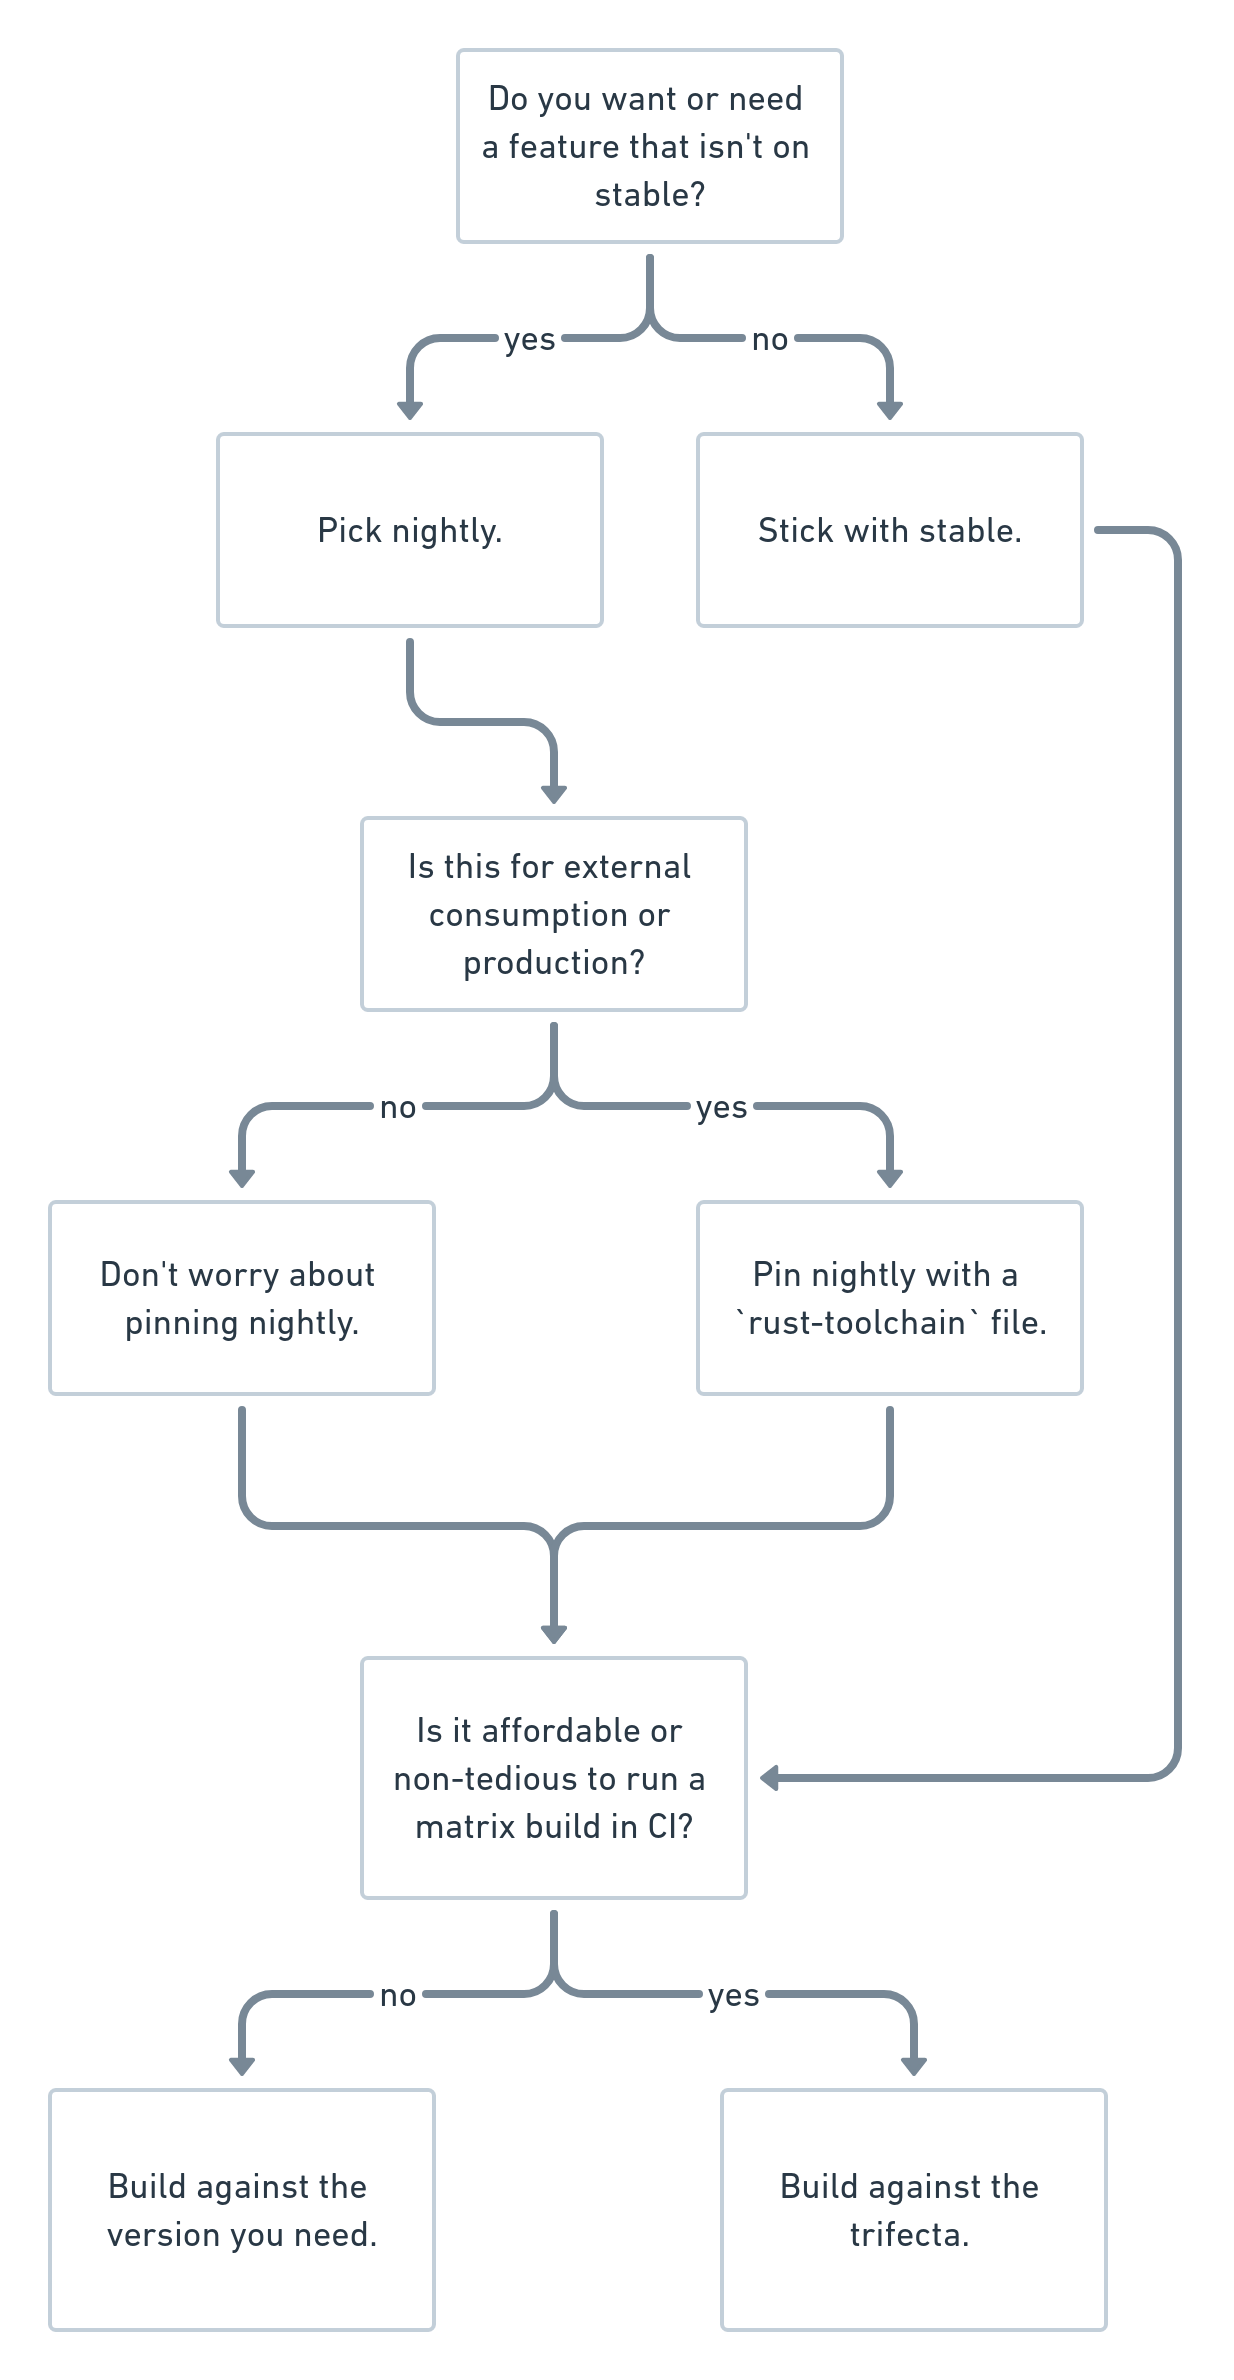 Do you want or need
a feature that isn't on
stable?
yes
no
Pick nightly.
Stick with stable.
Is this for external
consumption or
production?
no
yes
Don't worry about
pinning nightly.
Pin nightly with a
`rust-toolchain` file.
Is it affordable or
non-tedious to run a
matrix build in CI?
no
yes
Build against the
version you need.
Build against the
trifecta.